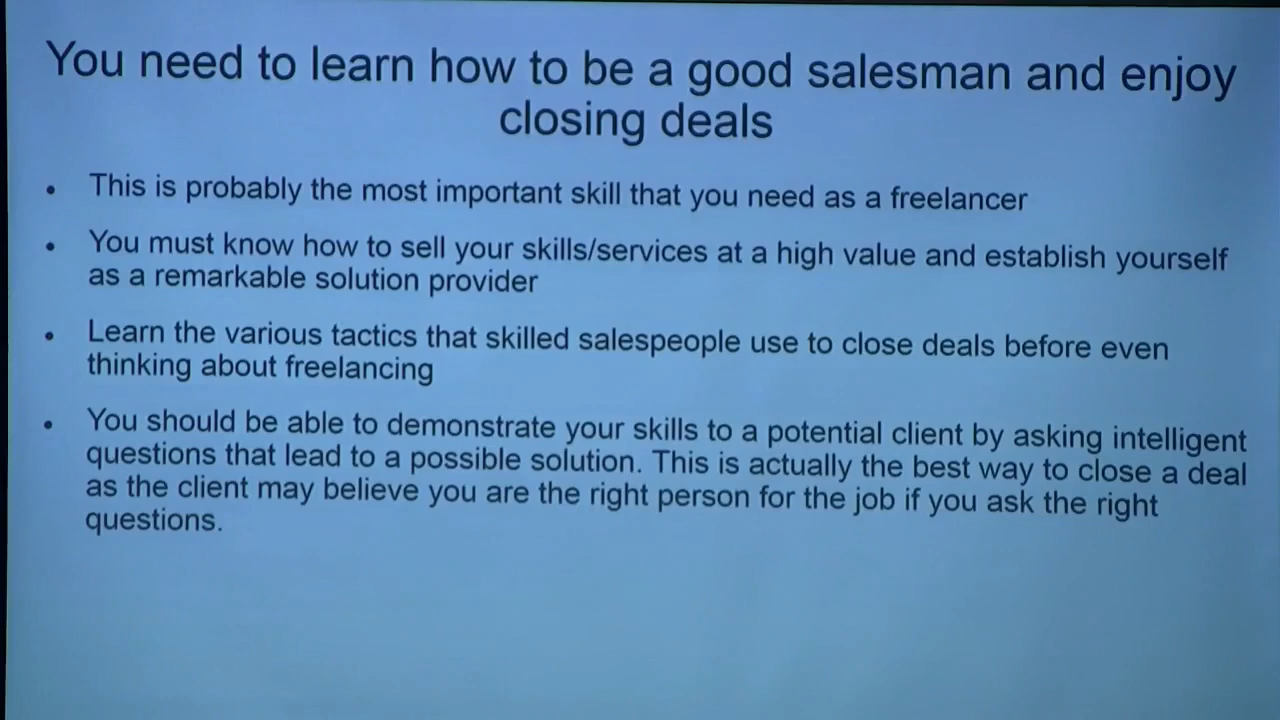 You need to learn how to be a good salesman and enjoy
closing deals
• This is probably the most important skill that you need as a freelancer
• You must know how to sell your skills/services at a high value and establish yourself
as a remarkable solution provider
• Learn the various tactics that skilled salespeople use to close deals before even
thinking about freelancing
• You should be able to demonstrate your skills to a potential client by asking intelligent
questions that lead to a possible solution. This is actually the best way to close a deal
as the client may believe you are the right person for the job if you ask the right
questions.